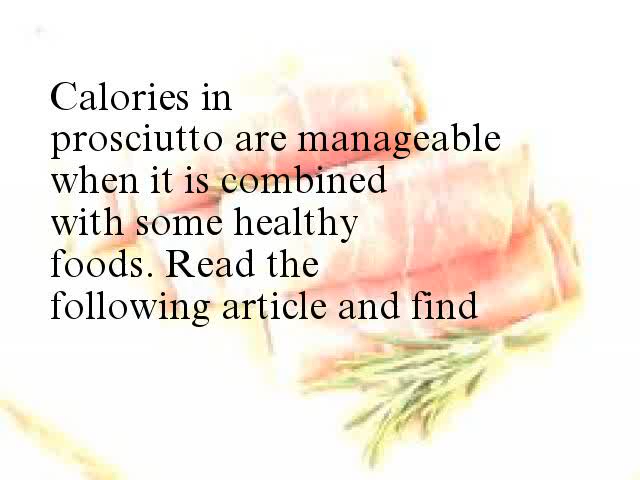 Calories in
prosciutto are manageable
when it is combined
with some healthy
foods. Read the
following article and find